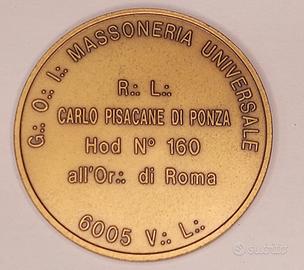 G.·. O.·. I.·. MASSONERIA UNIVERSALE
R.·. L.·.
CARLO PISACANE DI PONZA
Hod N° 160
all'Or.·. di Roma
6005 V.·. L.·.
subito